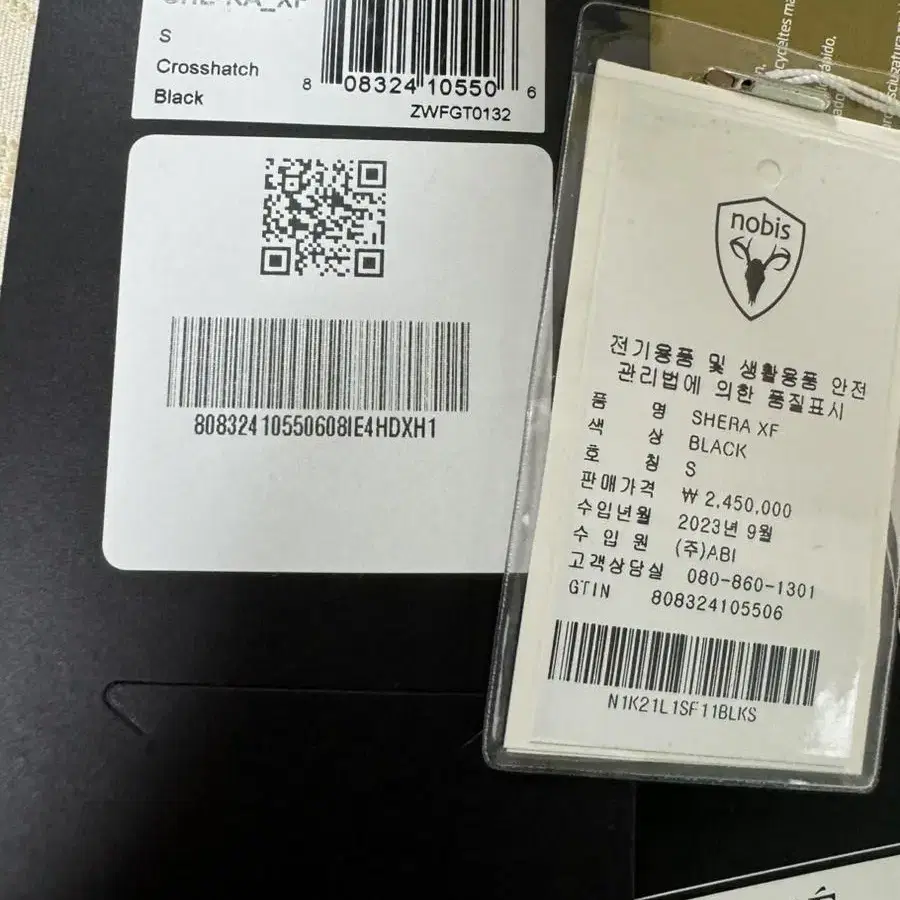 S
Crosshatch
Black
8 08324 10550 6
ZWFGT0132
80832410550608IE4HDXH1
nobis
전기용품 및 생활용품 안전
관리법에 의한 품질표시
품 명 SHERA XF
색 상 BLACK
호 칭 S
판매가격 ₩ 2,450,000
수입년월 2023년 9월
수 입 원 (주)ABI
고객상담실 080-860-1301
GTIN 808324105506
N1K21L1SF11BLKS